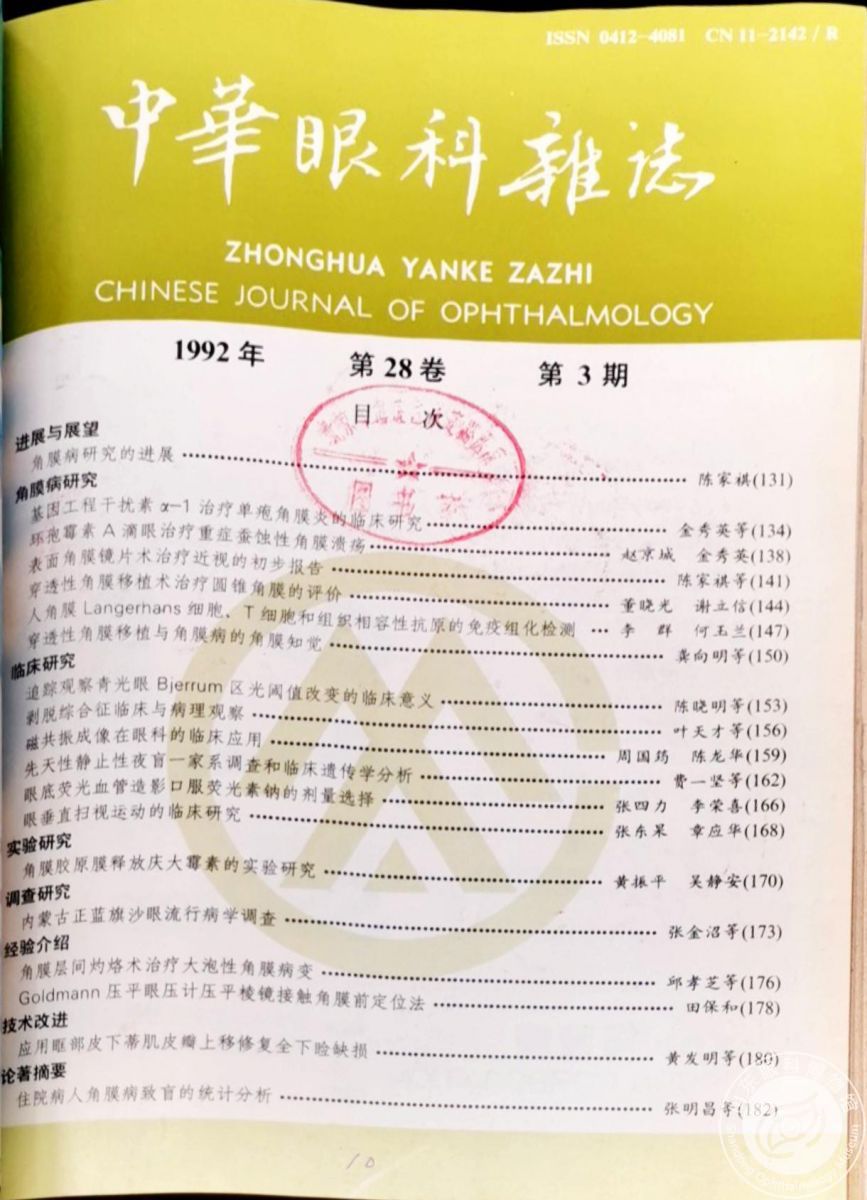 ISSN 0412-4081 CN 11-2142/R
中華眼科雜誌
ZHONGHUA YANKE ZAZHI
CHINESE JOURNAL OF OPHTHALMOLOGY
1992年 第28卷 第3期
目 次
进展与展望
角膜病研究的进展 陈家祺(131)
角膜病研究
基因工程干扰素α-1治疗单疱角膜炎的临床研究 金秀英等(134)
环孢霉素A滴眼治疗重症蚕蚀性角膜溃疡 赵京城 金秀英(138)
表面角膜镜片术治疗近视的初步报告 陈家祺等(141)
穿透性角膜移植术治疗圆锥角膜的评价 董晓光 谢立信(144)
人角膜Langerhans细胞、T细胞和组织相容性抗原的免疫组化检测 李群 何玉兰(147)
穿透性角膜移植与角膜病的角膜知觉 龚向明等(150)
临床研究
追踪观察青光眼Bjerrum区光阈值改变的临床意义 陈晓明等(153)
剥脱综合征临床与病理观察 叶天才等(156)
磁共振成像在眼科的临床应用 周国筠 陈龙华(159)
先天性静止性夜盲一家系调查和临床遗传学分析 费一坚等(162)
眼底荧光血管造影口服荧光素钠的剂量选择 张四力 李荣喜(166)
眼垂直扫视运动的临床研究 张东杲 章应华(168)
实验研究
角膜胶原膜释放庆大霉素的实验研究 黄振平 吴静安(170)
调查研究
内蒙古正蓝旗沙眼流行病学调查 张金沼等(173)
经验介绍
角膜层间灼烙术治疗大泡性角膜病变 邱孝芝等(176)
Goldmann压平眼压计压平棱镜接触角膜前定位法 田保和(178)
技术改进
应用眶部皮下蒂肌皮瓣上移修复全下睑缺损 黄发明等(180)
论著摘要
住院病人角膜病致盲的统计分析 张明昌等(182)
10